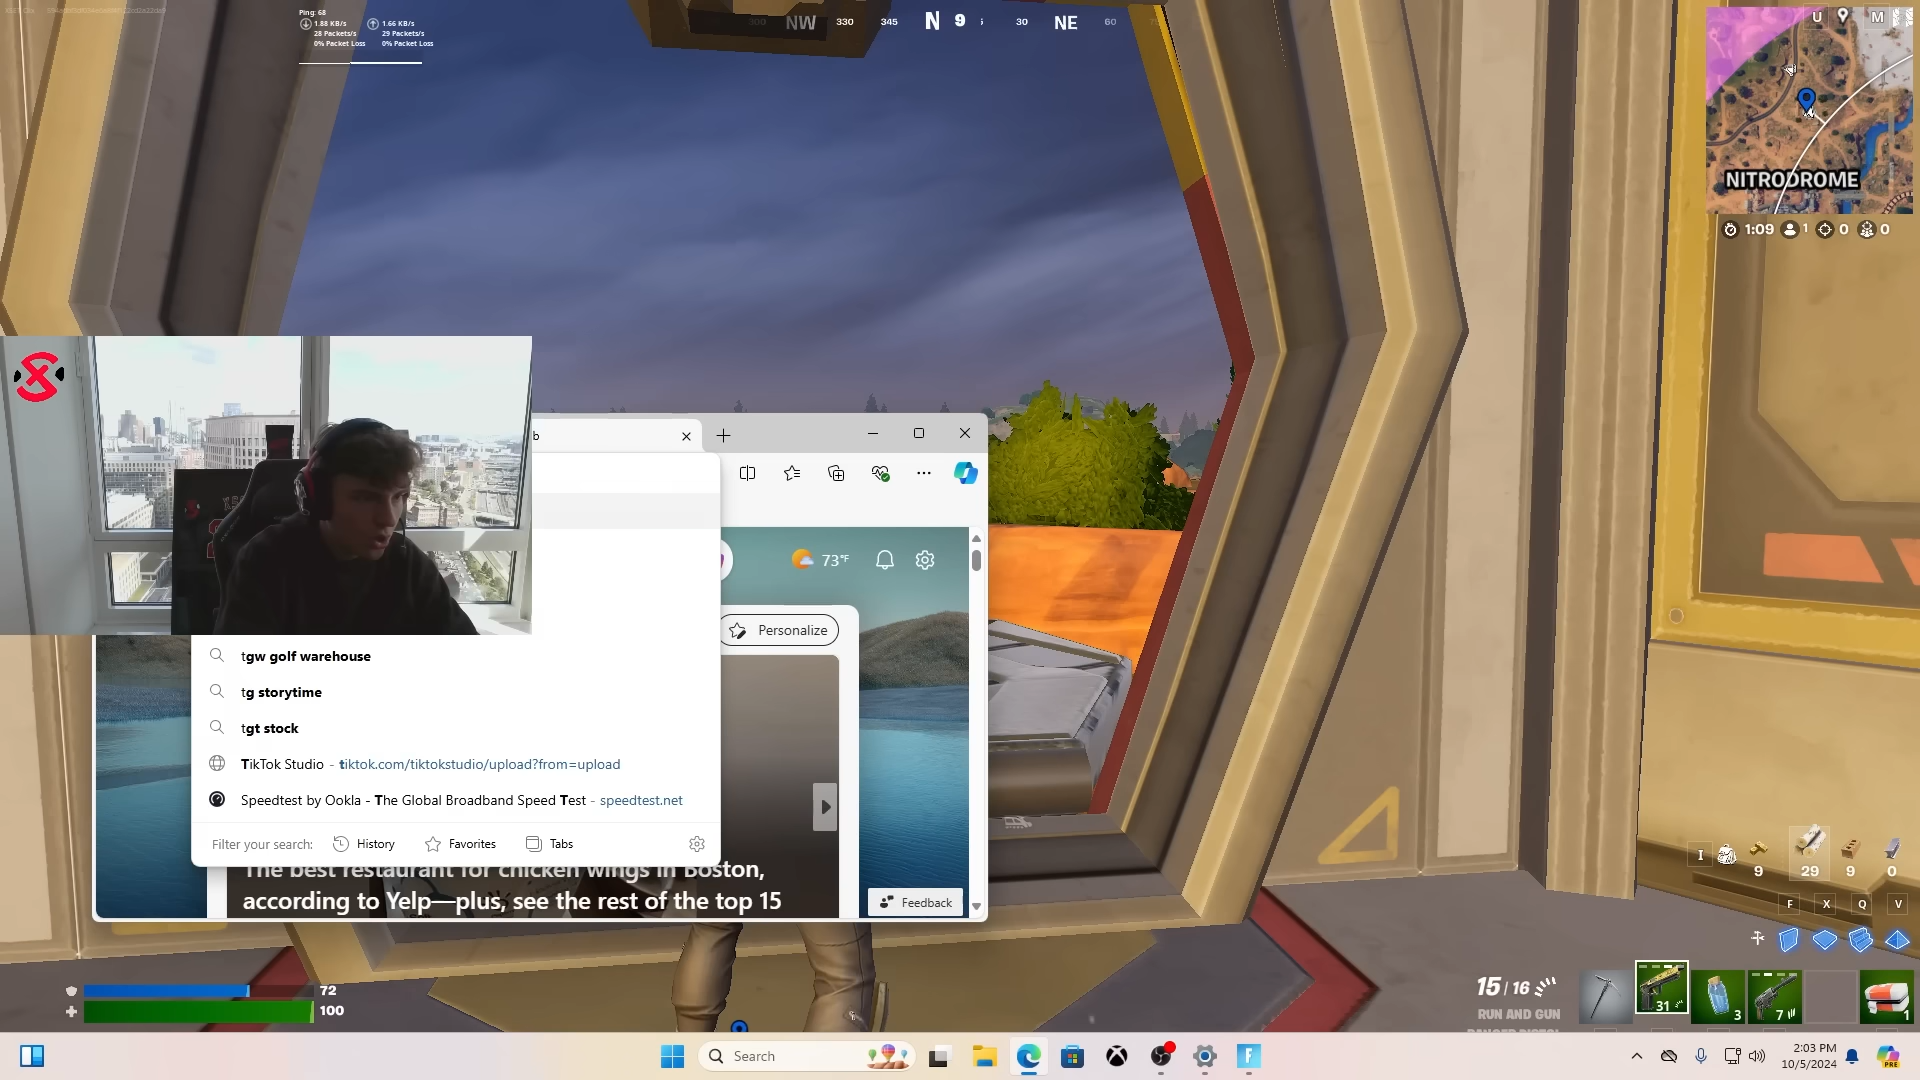 Ping: 68
1.88 KB/s 1.66 KB/s
28 Packets/s 29 Packets/s
0% Packet Loss 0% Packet Loss
300 NW 330 345 N 9 30 NE 60
U M
NITRODROME
1:09 1 0 0
b
73°F
Personalize
tgw golf warehouse
tg storytime
tgt stock
TikTok Studio - tiktok.com/tiktokstudio/upload?from=upload
Speedtest by Ookla - The Global Broadband Speed Test - speedtest.net
Filter your search: History Favorites Tabs
The best restaurant for chicken wings in Boston,
according to Yelp—plus, see the rest of the top 15
Feedback
I 9 29 9 0
F X Q V
72
100
15 / 16
RUN AND GUN
31 3 7 1
Search
2:03 PM
10/5/2024
PRE